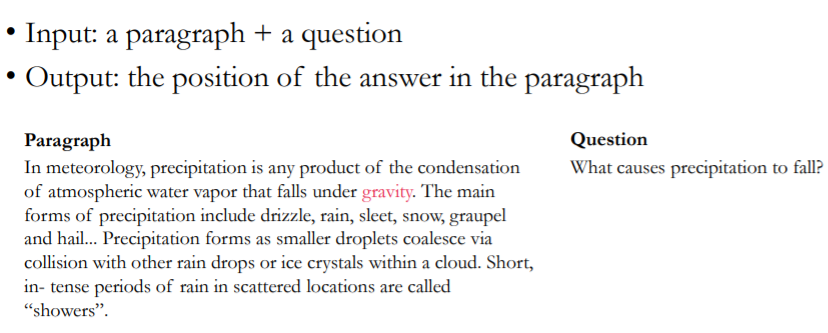 • Input: a paragraph + a question
• Output: the position of the answer in the paragraph
Paragraph
In meteorology, precipitation is any product of the condensation
of atmospheric water vapor that falls under gravity. The main
forms of precipitation include drizzle, rain, sleet, snow, graupel
and hail... Precipitation forms as smaller droplets coalesce via
collision with other rain drops or ice crystals within a cloud. Short,
in- tense periods of rain in scattered locations are called
“showers”.
Question
What causes precipitation to fall?